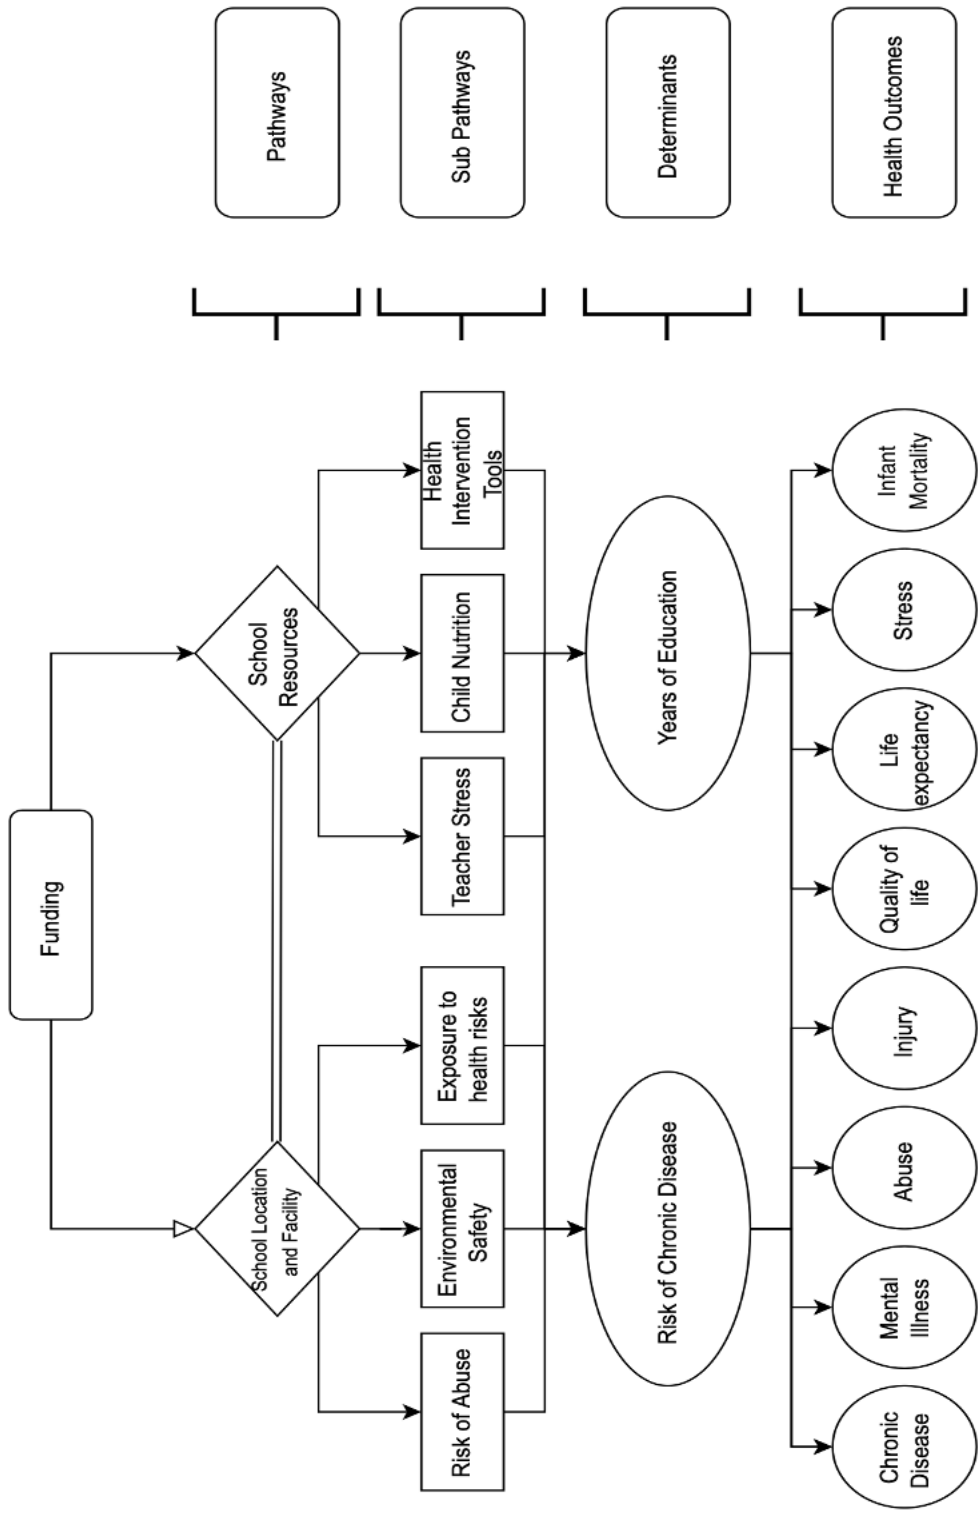 Funding
School Location
and Facility
School
Resources
Pathways
Risk of Abuse
Environmental
Safety
Exposure to
health risks
Teacher Stress
Child Nutrition
Health
Intervention
Tools
Sub Pathways
Risk of Chronic Disease
Years of Education
Determinants
Chronic
Disease
Mental
Illness
Abuse
Injury
Quality of
life
Life
expectancy
Stress
Infant
Mortality
Health Outcomes